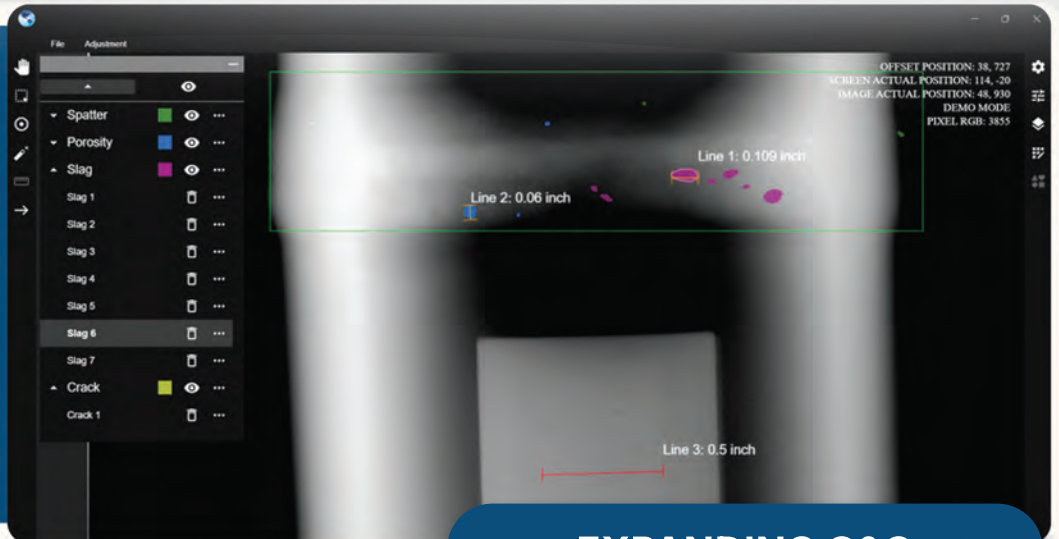 File Adjustment
OFFSET POSITION: 38, 727
SCREEN ACTUAL POSITION: 114, -20
IMAGE ACTUAL POSITION: 48, 930
DEMO MODE
PIXEL RGB: 3855
Spatter
Porosity
Slag
Slag 1
Slag 2
Slag 3
Slag 4
Slag 5
Slag 6
Slag 7
Crack
Crack 1
Line 1: 0.109 inch
Line 2: 0.06 inch
Line 3: 0.5 inch